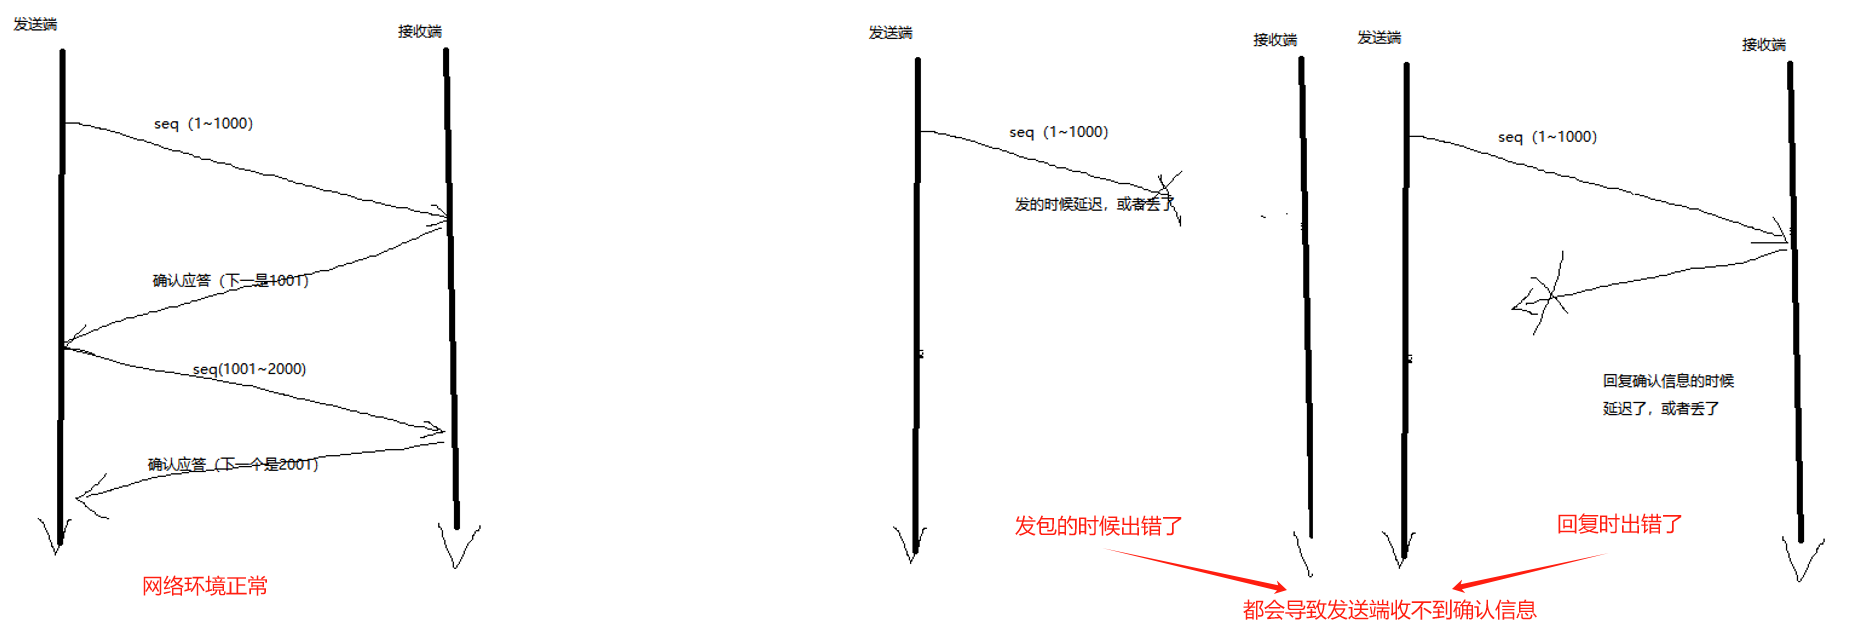 发送端
接收端
seq（1~1000）
确认应答（下一是1001）
seq(1001~2000)
确认应答（下一个是2001）
网络环境正常
发送端
接收端
seq（1~1000）
发的时候延迟，或者丢了
发包的时候出错了
发送端
接收端
seq（1~1000）
回复确认信息的时候
延迟了，或者丢了
回复时出错了
都会导致发送端收不到确认信息